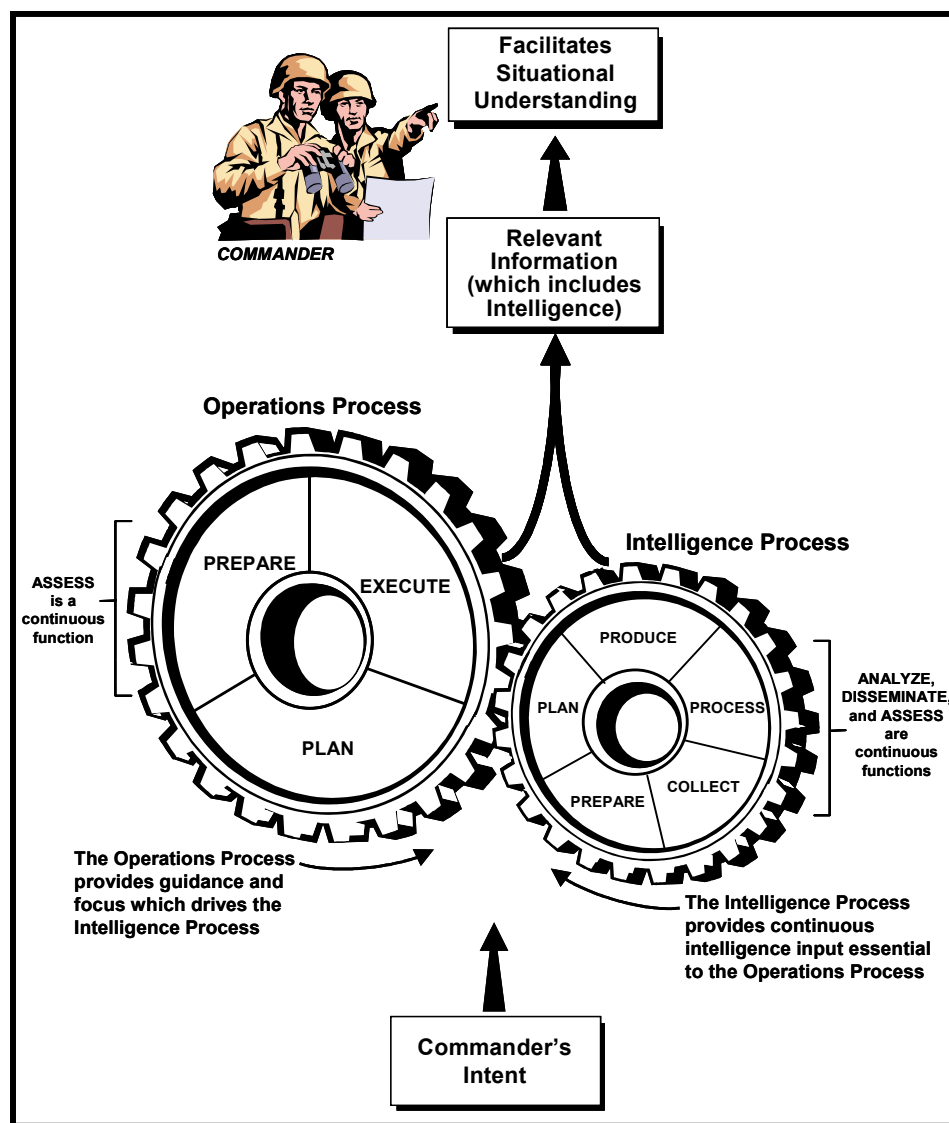 Facilitates
Situational
Understanding
COMMANDER
Relevant
Information
(which includes
Intelligence)
Operations Process
PREPARE
EXECUTE
PLAN
ASSESS
is a
continuous
function
Intelligence Process
PRODUCE
PLAN
PROCESS
PREPARE
COLLECT
ANALYZE,
DISSEMINATE,
and ASSESS
are
continuous
functions
The Operations Process
provides guidance and
focus which drives the
Intelligence Process
The Intelligence Process
provides continuous
intelligence input essential
to the Operations Process
Commander's
Intent